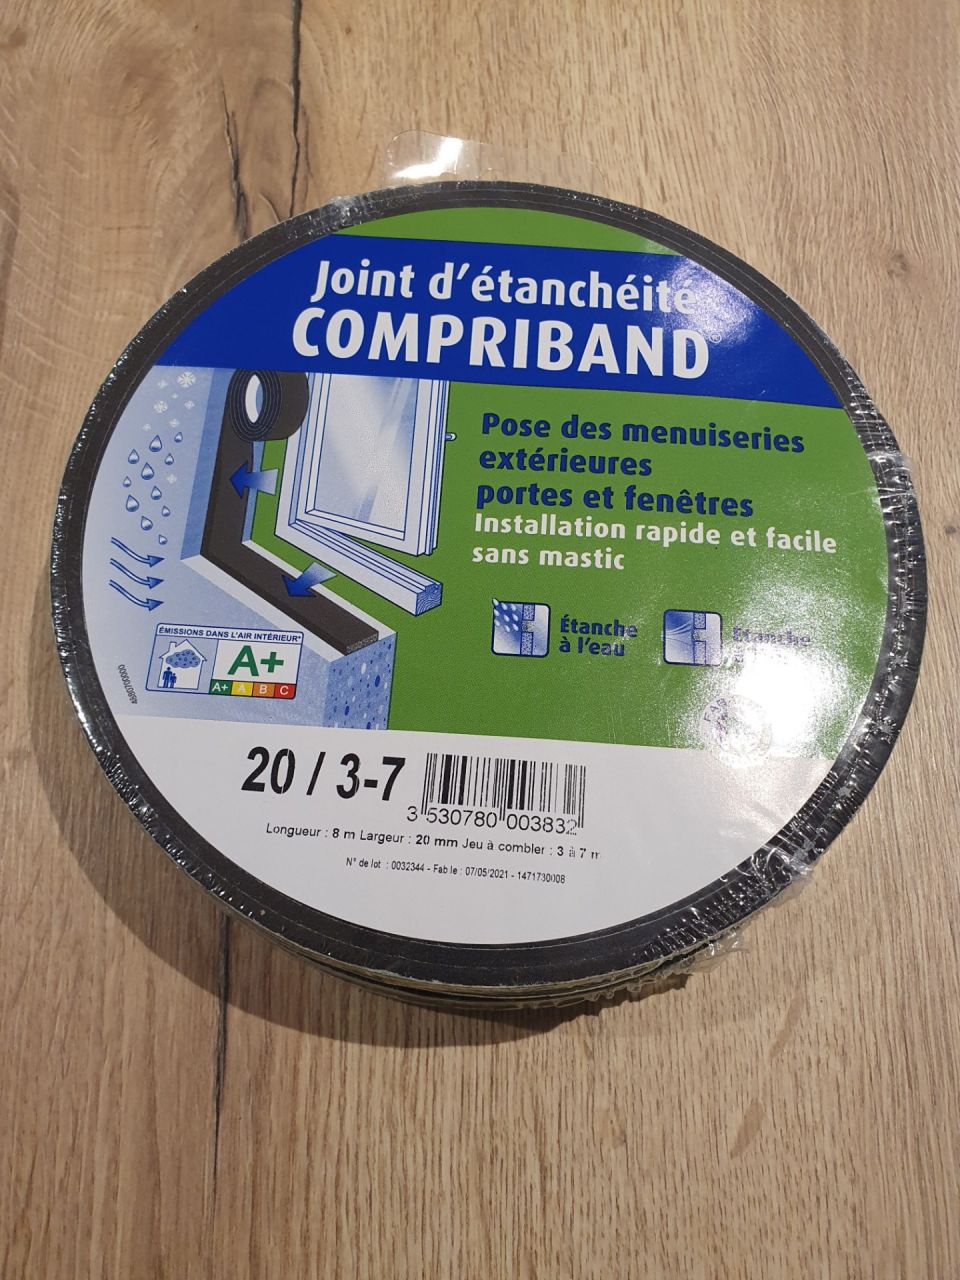 Joint d'étanchéité
COMPRIBAND®
Pose des menuiseries
extérieures
portes et fenêtres
Installation rapide et facile
sans mastic
Étanche
à l'eau
Etanche
ÉMISSIONS DANS L'AIR INTÉRIEUR*
A+
A+ A B C
20 / 3-7
3 530780 003832
Longueur : 8 m Largeur : 20 mm Jeu à combler : 3 à 7 m
N° de lot : 0032344 - Fab le : 07/05/2021 - 1471730008